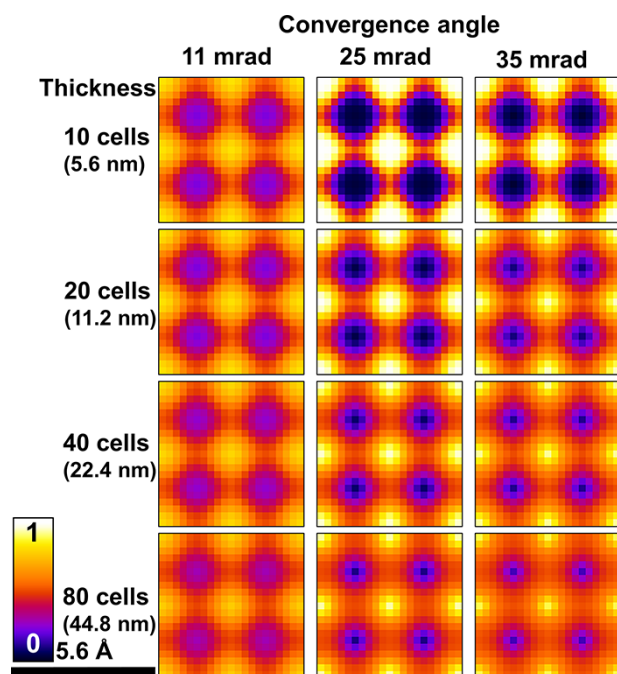 Convergence angle
11 mrad 25 mrad 35 mrad
Thickness
10 cells
(5.6 nm)
20 cells
(11.2 nm)
40 cells
(22.4 nm)
80 cells
(44.8 nm)
1
0
5.6 Å